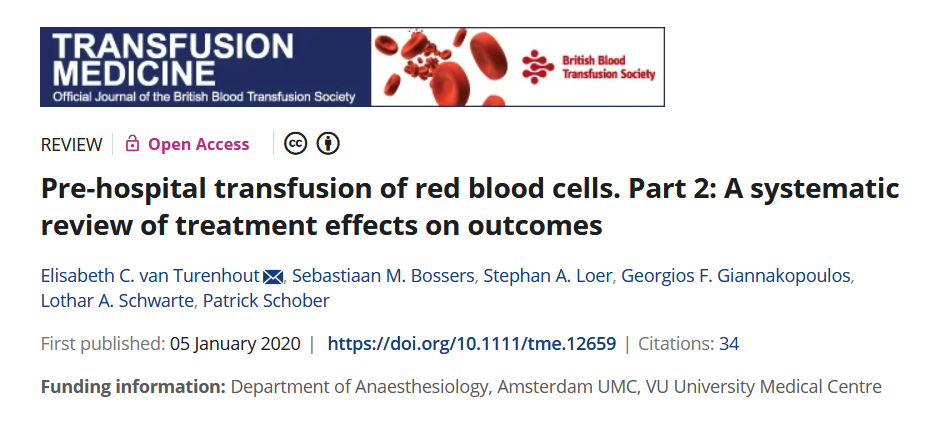 TRANSFUSION
MEDICINE
Official Journal of the British Blood Transfusion Society
British Blood
Transfusion Society
REVIEW Open Access cc
Pre-hospital transfusion of red blood cells. Part 2: A systematic
review of treatment effects on outcomes
Elisabeth C. van Turenhout, Sebastiaan M. Bossers, Stephan A. Loer, Georgios F. Giannakopoulos,
Lothar A. Schwarte, Patrick Schober
First published: 05 January 2020 | https://doi.org/10.1111/tme.12659 | Citations: 34
Funding information: Department of Anaesthesiology, Amsterdam UMC, VU University Medical Centre